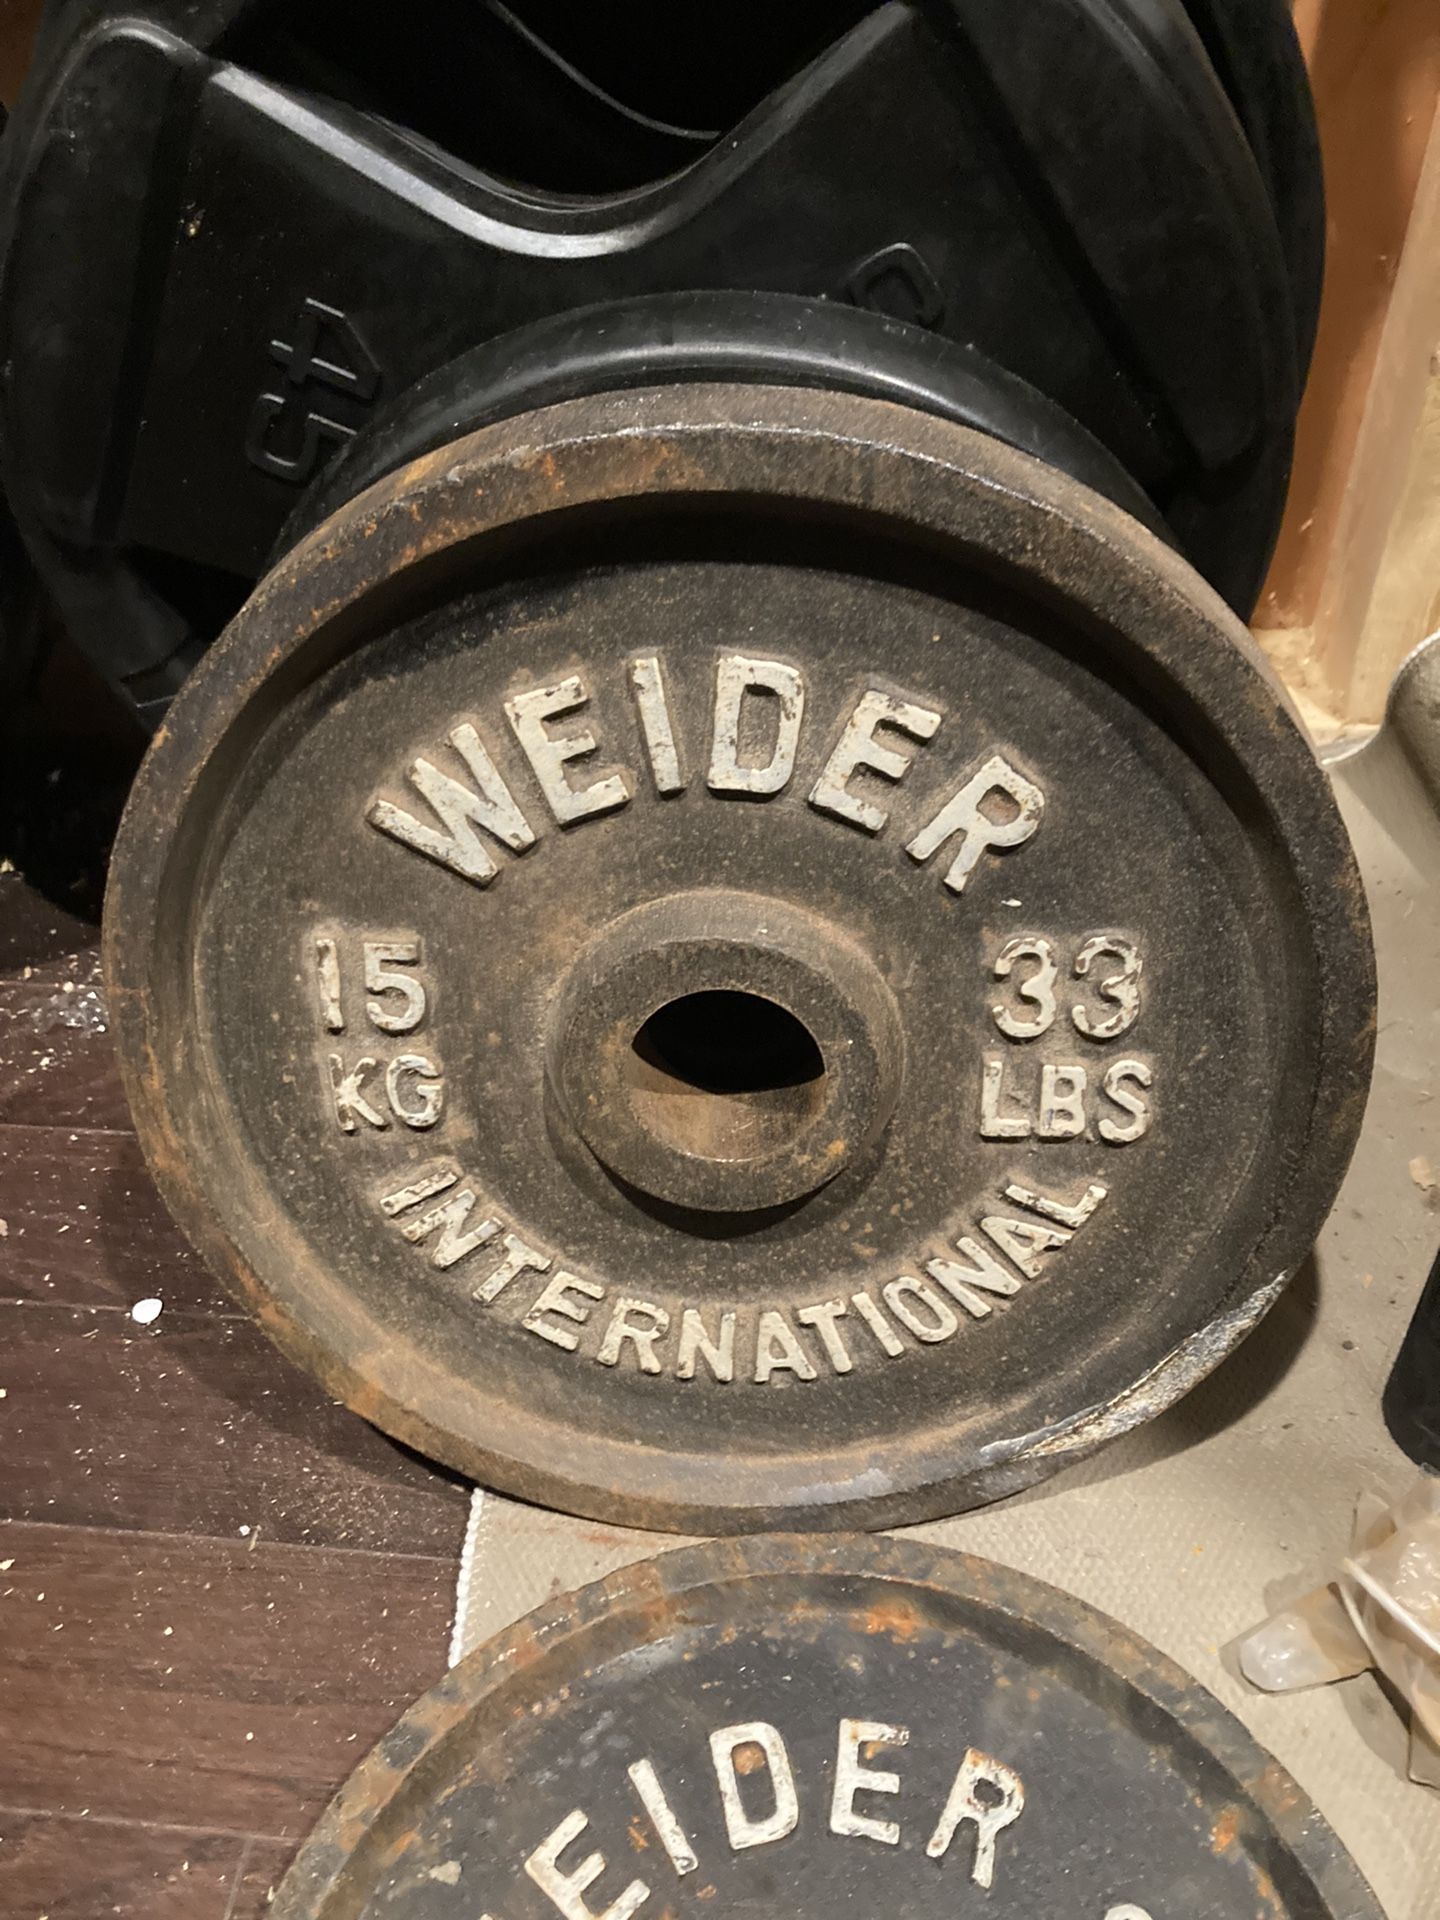 45
WEIDER
15
KG
33
LBS
INTERNATIONAL
EIDER